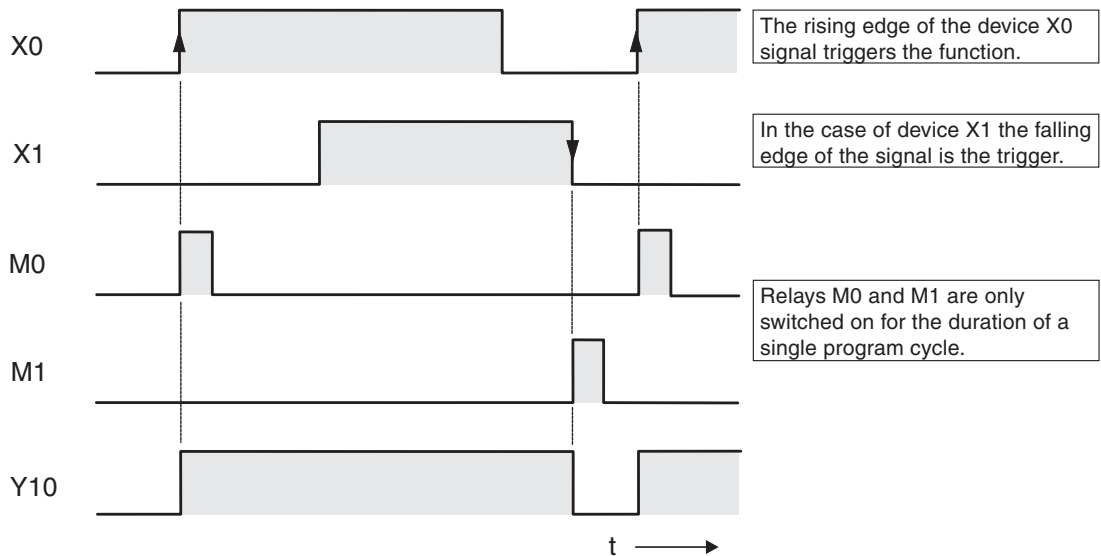 X0
The rising edge of the device X0
signal triggers the function.
X1
In the case of device X1 the falling
edge of the signal is the trigger.
M0
Relays M0 and M1 are only
switched on for the duration of a
single program cycle.
M1
Y10
t